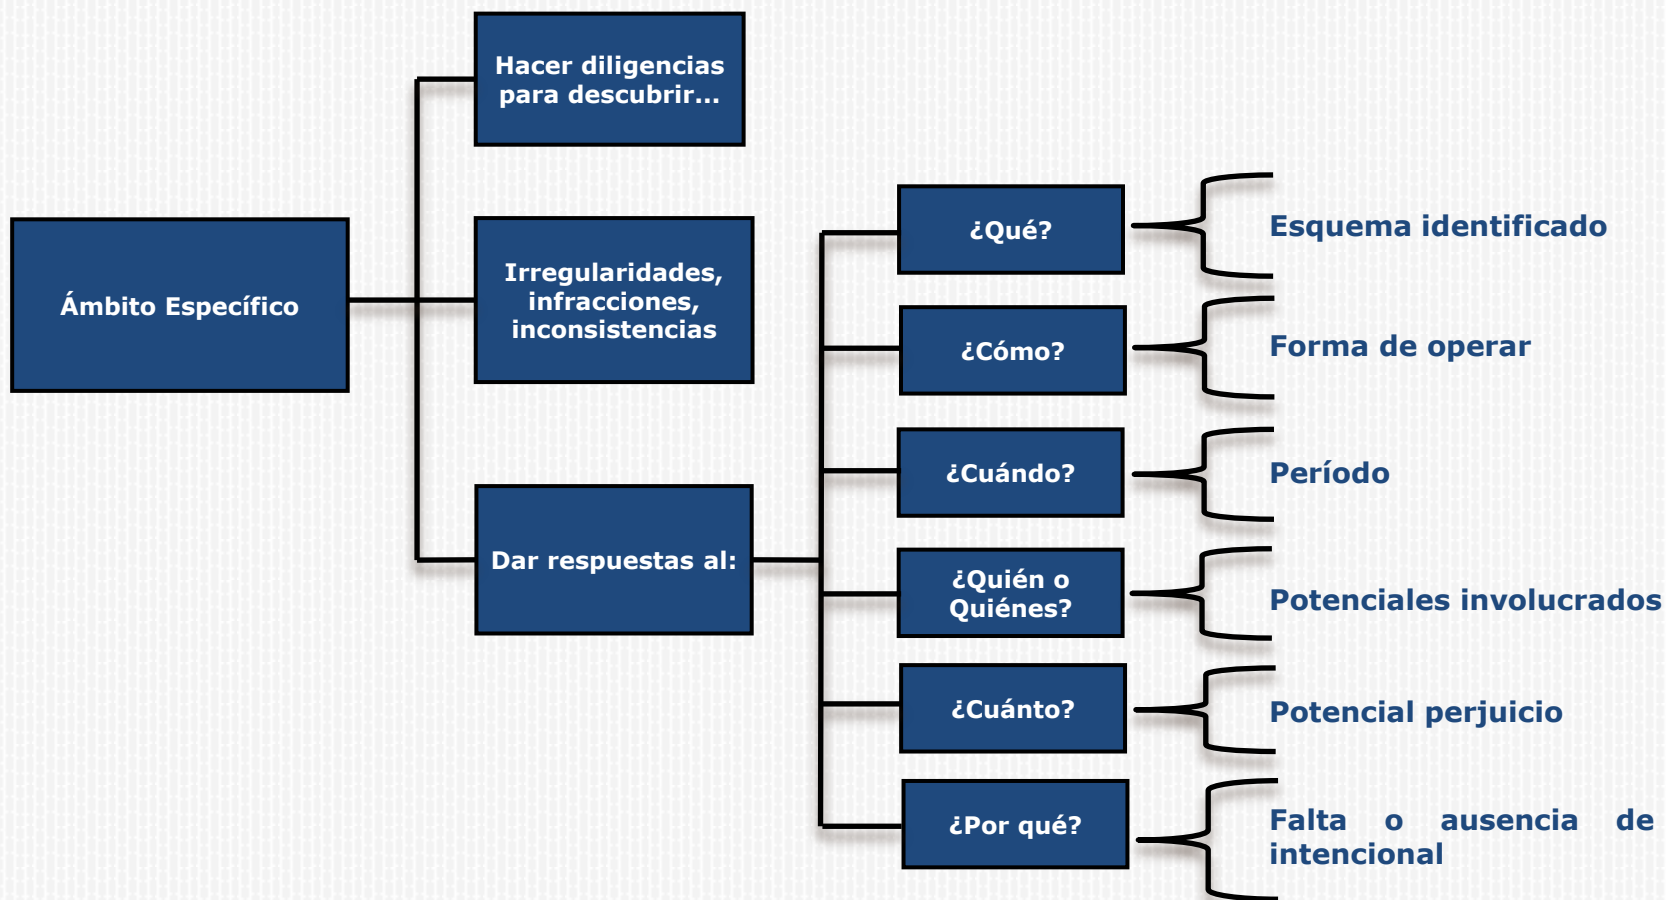 Hacer diligencias
para descubrir...
Ámbito Específico
Irregularidades,
infracciones,
inconsistencias
Dar respuestas al:
¿Qué?
Esquema identificado
¿Cómo?
Forma de operar
¿Cuándo?
Período
¿Quién o
Quiénes?
Potenciales involucrados
¿Cuánto?
Potencial perjuicio
¿Por qué?
Falta o ausencia de
intencional